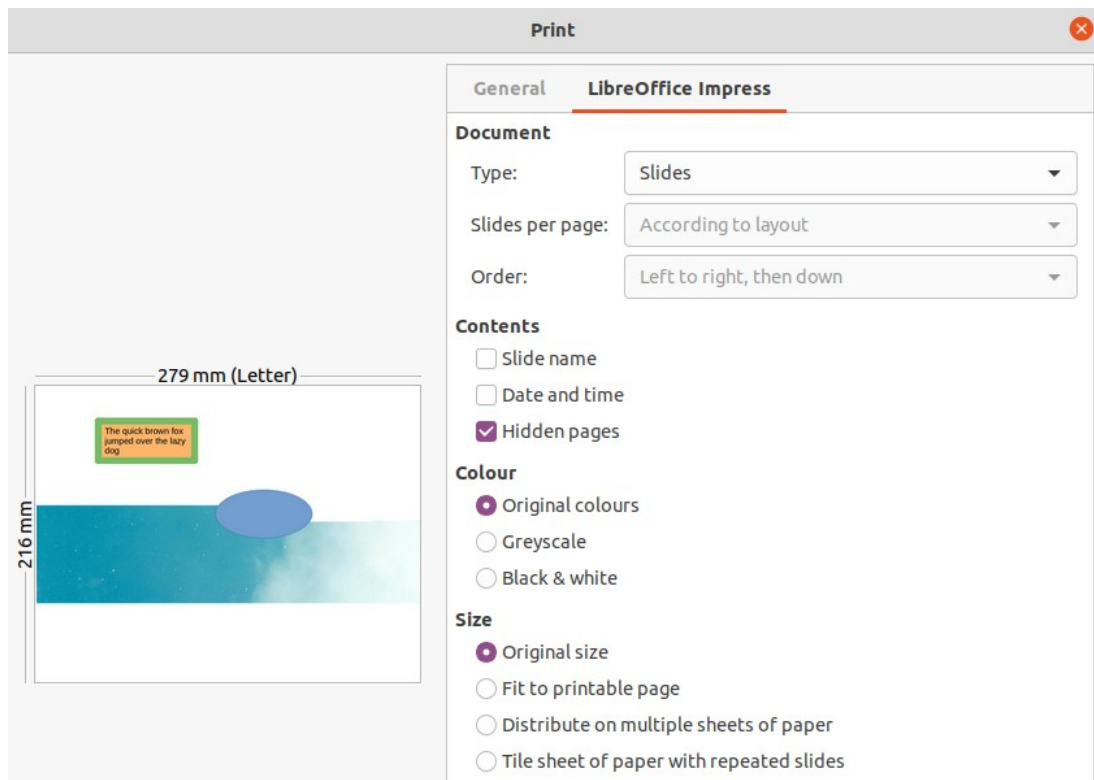 Print
General
LibreOffice Impress
Document
Type:
Slides
Slides per page:
According to layout
Order:
Left to right, then down
Contents
Slide name
Date and time
Hidden pages
Colour
Original colours
Greyscale
Black & white
Size
Original size
Fit to printable page
Distribute on multiple sheets of paper
Tile sheet of paper with repeated slides
279 mm (Letter)
216 mm
The quick brown fox
jumped over the lazy
dog